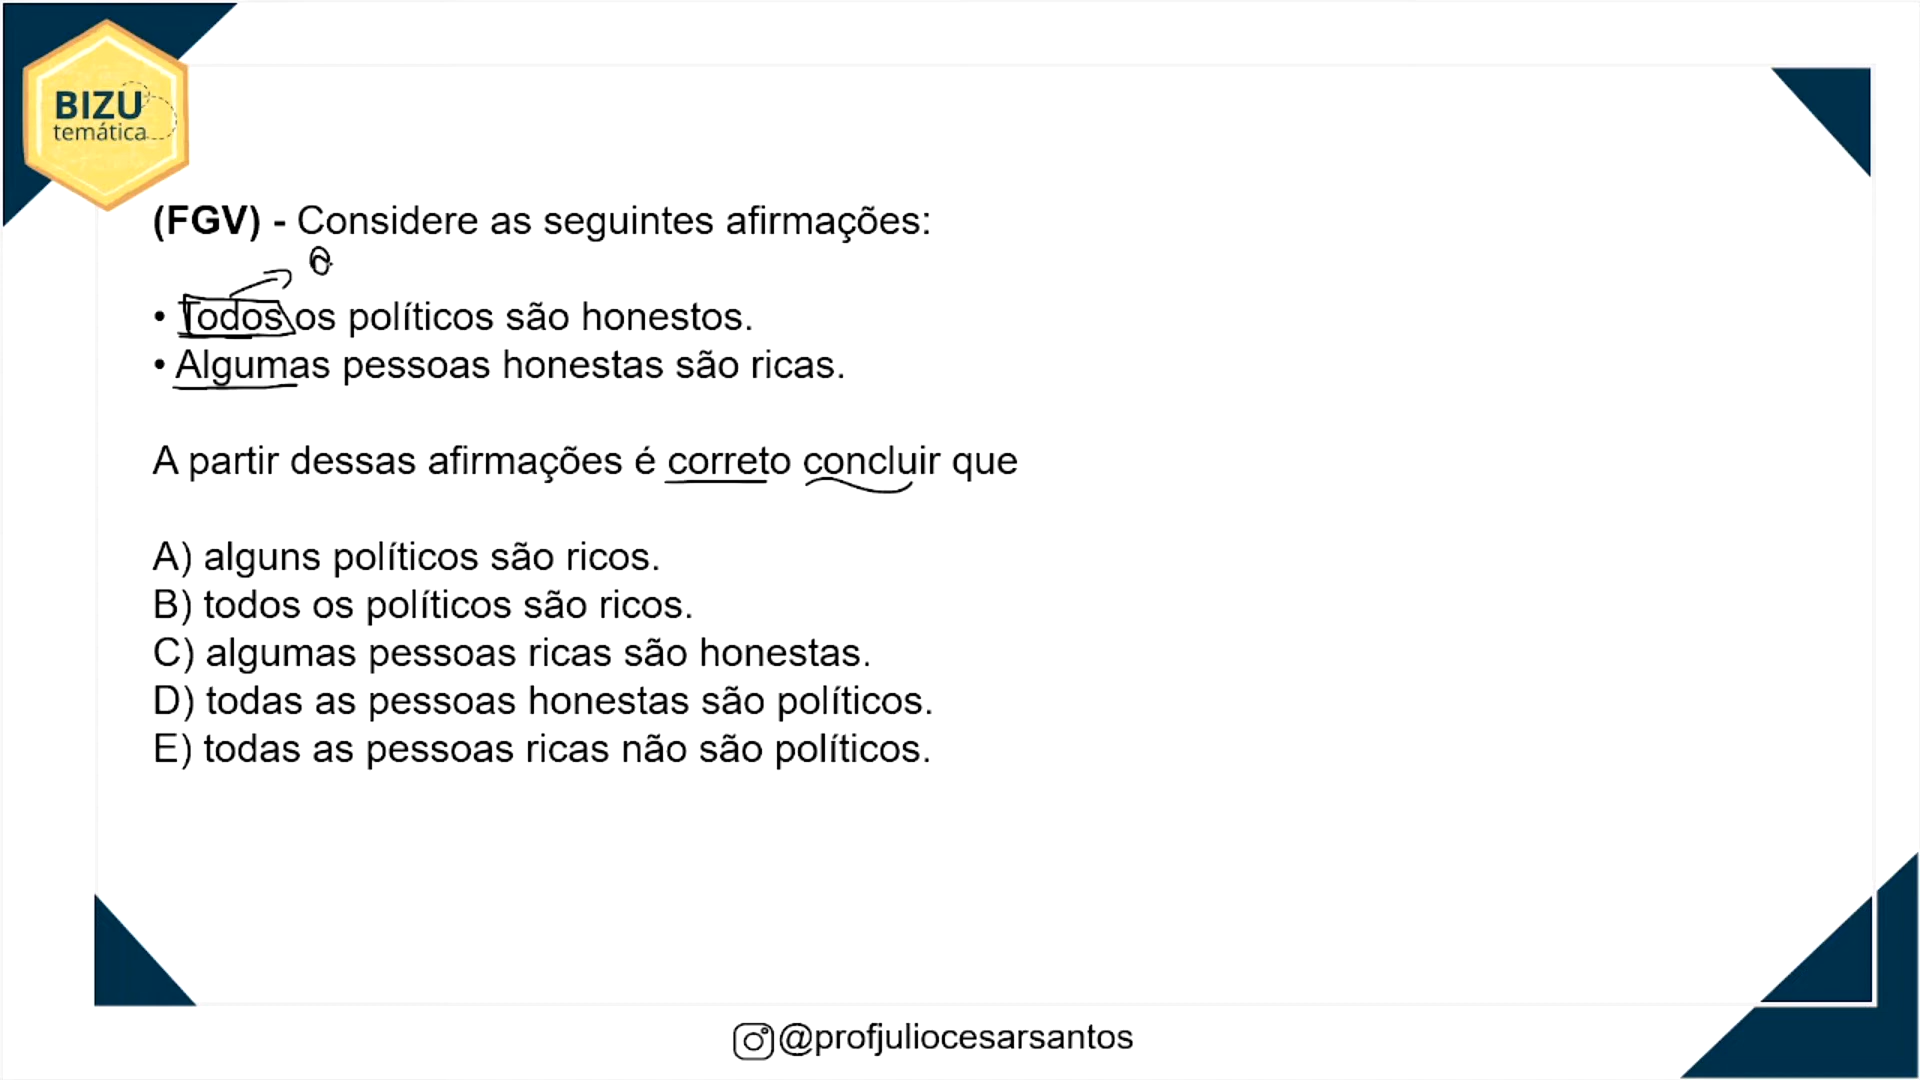 BIZU
temática
(FGV) - Considere as seguintes afirmações:
• Todos os políticos são honestos.
• Algumas pessoas honestas são ricas.
A partir dessas afirmações é correto concluir que
A) alguns políticos são ricos.
B) todos os políticos são ricos.
C) algumas pessoas ricas são honestas.
D) todas as pessoas honestas são políticos.
E) todas as pessoas ricas não são políticos.
@profjuliocesarsantos